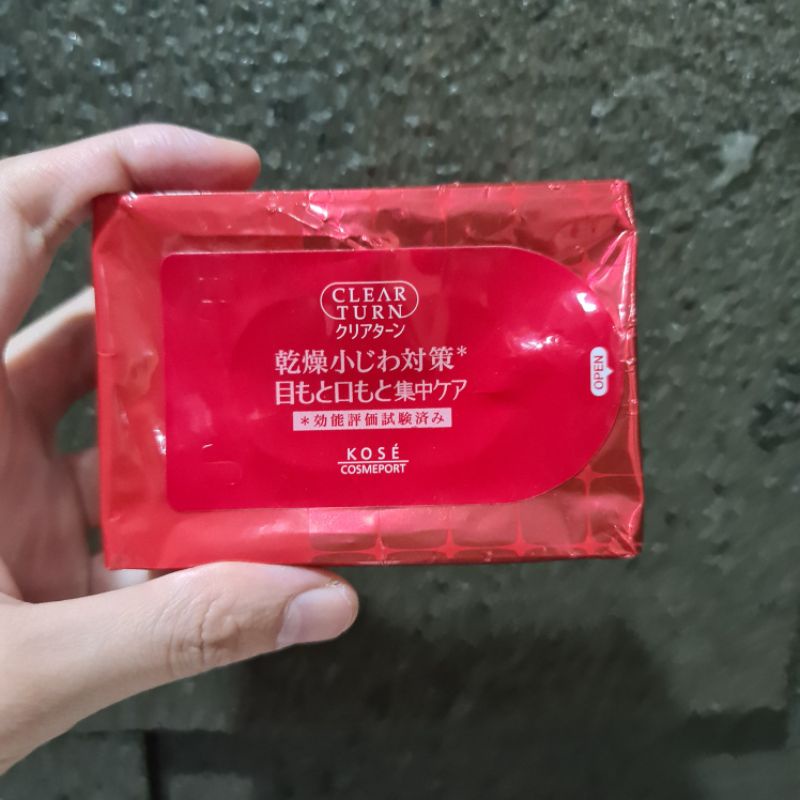 CLEAR
TURN
クリアターン
乾燥小じわ対策*
目もと口もと集中ケア
*効能評価試験済み
KOSÉ
COSMEPORT
OPEN